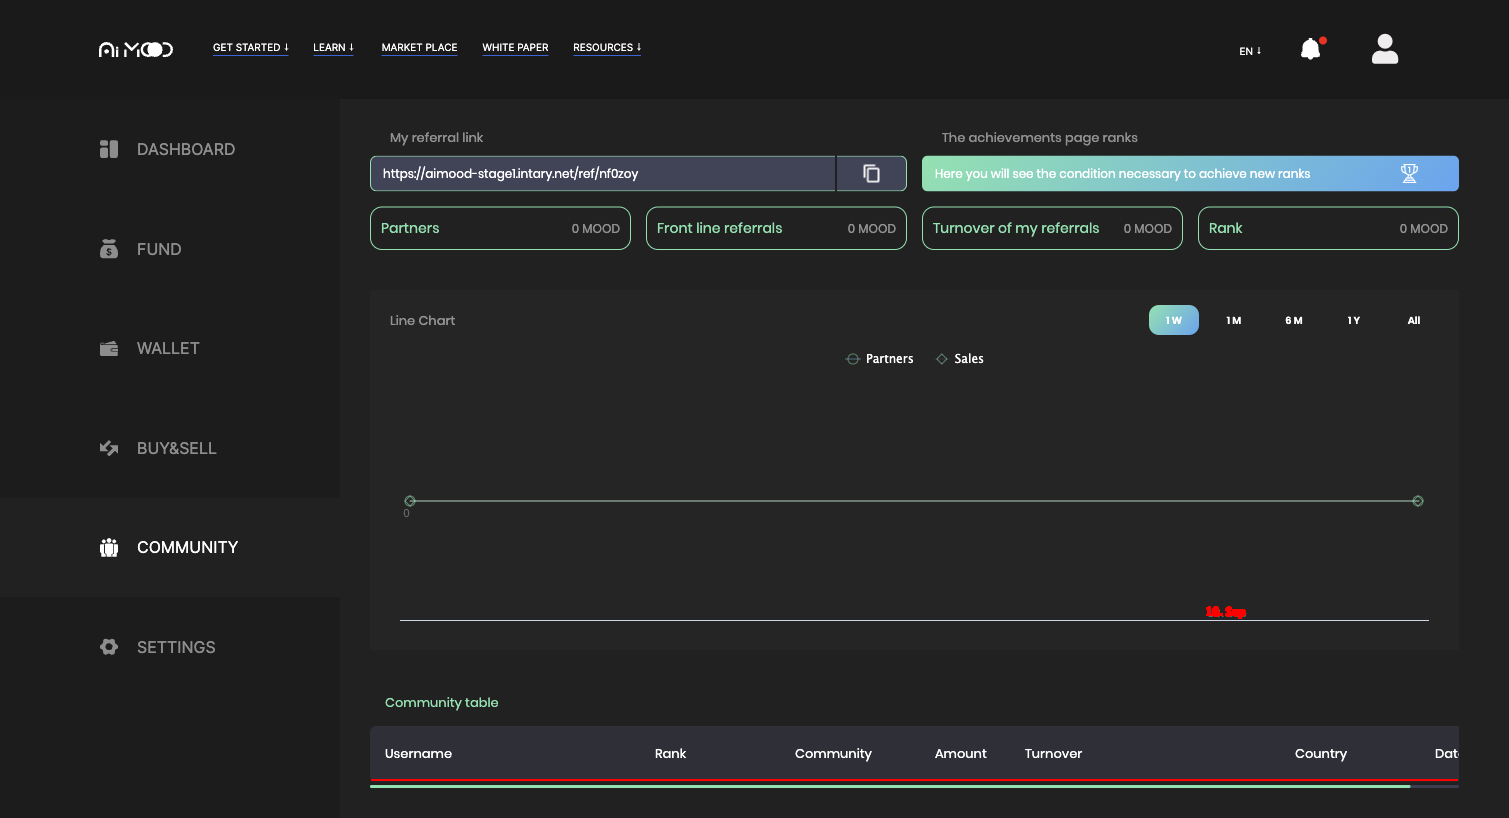 Ai MOOD
GET STARTED ↓ LEARN ↓ MARKET PLACE WHITE PAPER RESOURCES ↓
EN ↓
DASHBOARD
FUND
WALLET
BUY&SELL
COMMUNITY
SETTINGS
My referral link
https://aimood-stage1.intary.net/ref/nf0zoy
The achievements page ranks
Here you will see the condition necessary to achieve new ranks
Partners 0 MOOD
Front line referrals 0 MOOD
Turnover of my referrals 0 MOOD
Rank 0 MOOD
Line Chart
1 W 1 M 6 M 1 Y All
Partners Sales
0
Community table
Username Rank Community Amount Turnover Country Dat